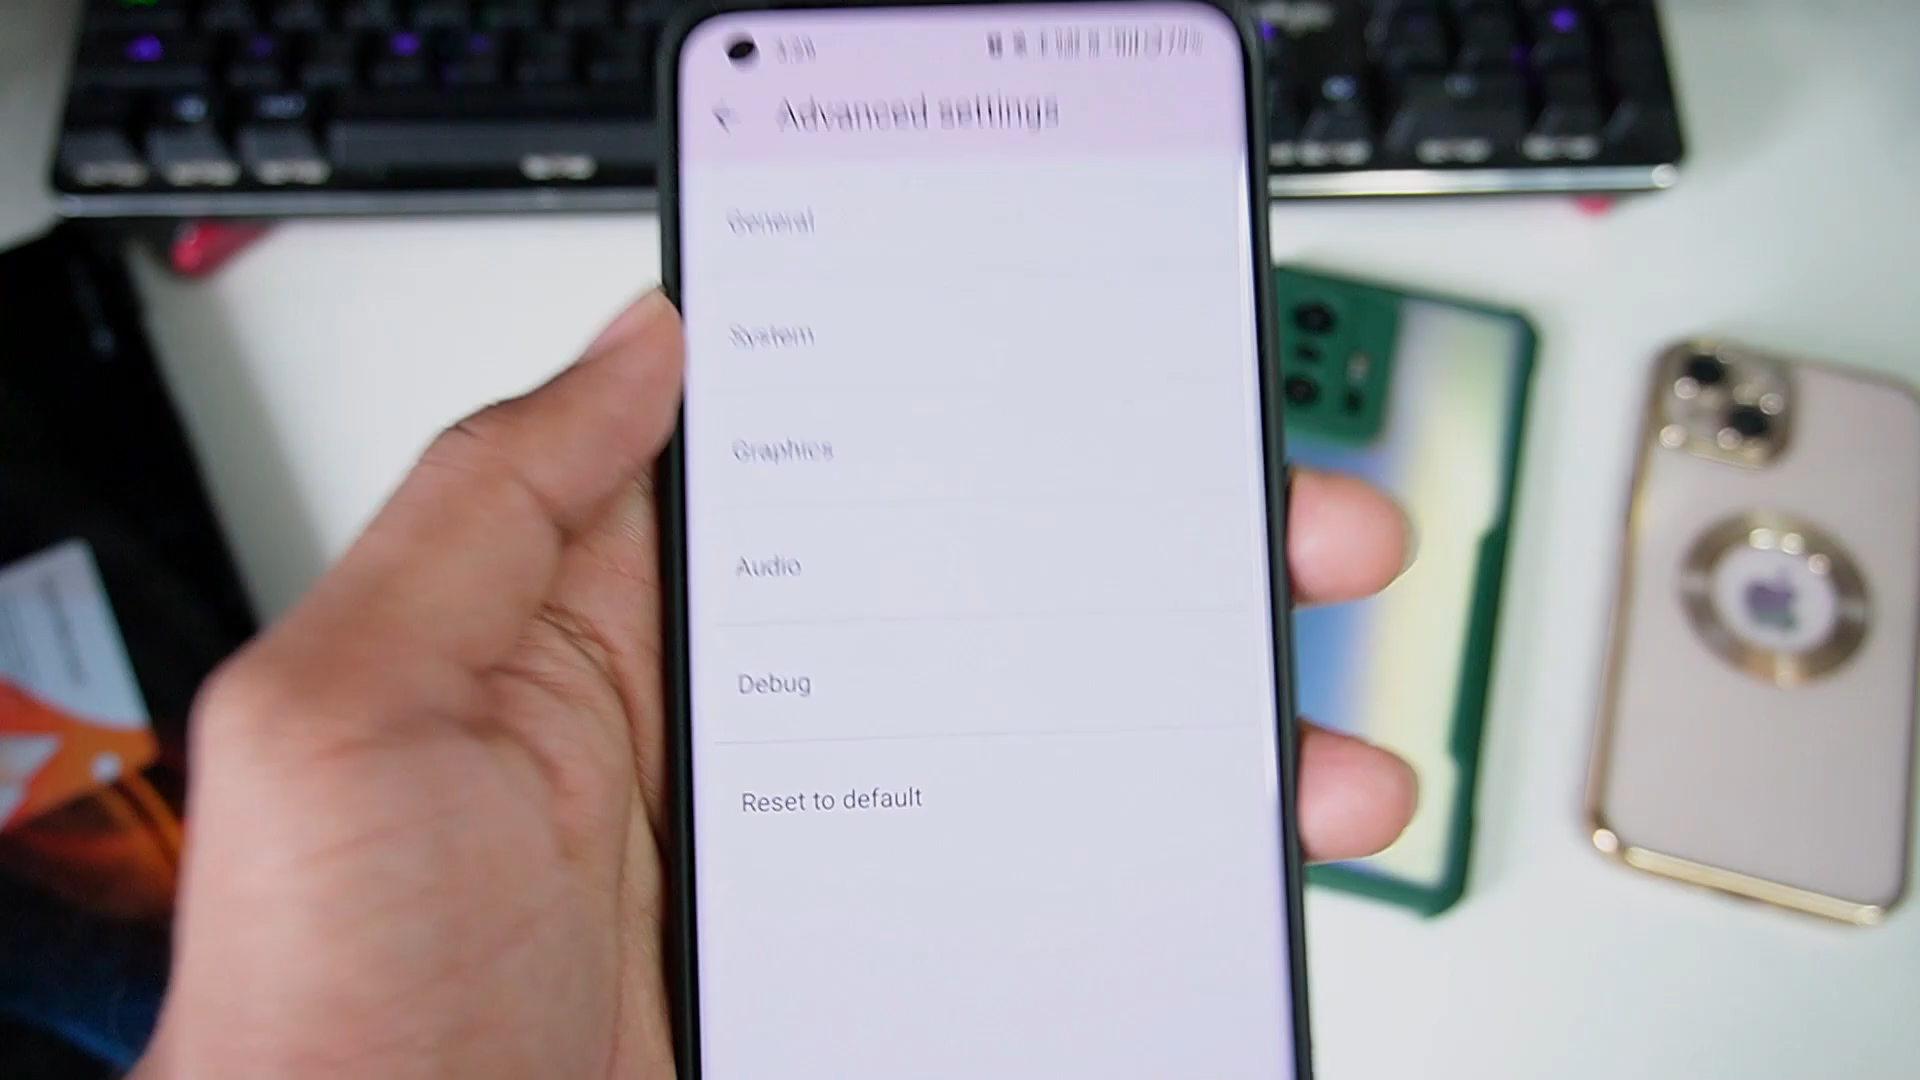 Advanced settings
General
System
Graphics
Audio
Debug
Reset to default